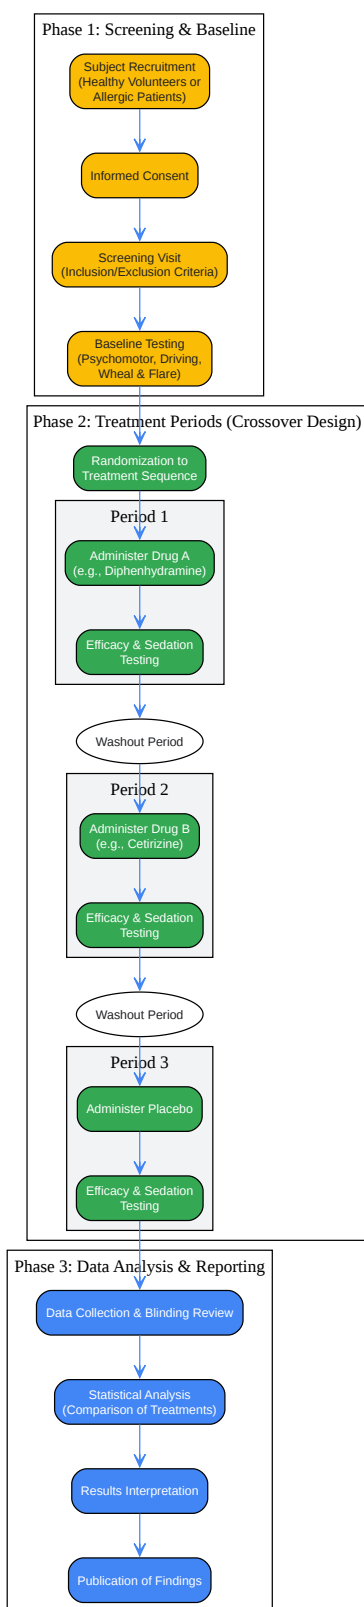 Phase 1: Screening & Baseline
Subject Recruitment
(Healthy Volunteers or
Allergic Patients)
Informed Consent
Screening Visit
(Inclusion/Exclusion Criteria)
Baseline Testing
(Psychomotor, Driving,
Wheal & Flare)
Phase 2: Treatment Periods (Crossover Design)
Randomization to
Treatment Sequence
Period 1
Administer Drug A
(e.g., Diphenhydramine)
Efficacy & Sedation
Testing
Washout Period
Period 2
Administer Drug B
(e.g., Cetirizine)
Efficacy & Sedation
Testing
Washout Period
Period 3
Administer Placebo
Efficacy & Sedation
Testing
Phase 3: Data Analysis & Reporting
Data Collection & Blinding Review
Statistical Analysis
(Comparison of Treatments)
Results Interpretation
Publication of Findings